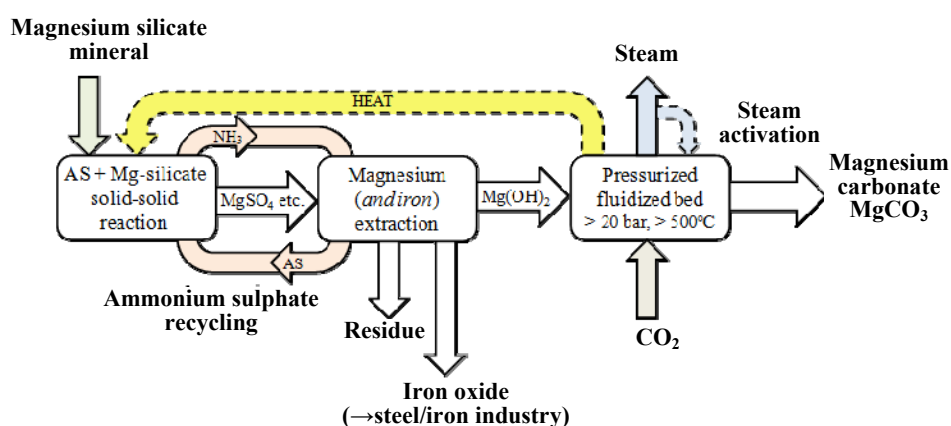 Magnesium silicate
mineral
Steam
HEAT
Steam
activation
NH₃
AS + Mg-silicate
solid-solid
reaction
MgSO₄ etc.
Magnesium
(and iron)
extraction
Mg(OH)₂
Pressurized
fluidized bed
> 20 bar, > 500°C
Magnesium
carbonate
MgCO₃
AS
Ammonium sulphate
recycling
Residue
CO₂
Iron oxide
(→steel/iron industry)